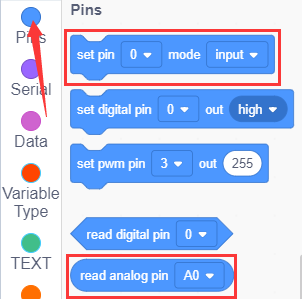 Pins
Pins
set pin 0 mode input
Serial
set digital pin 0 out high
Data
set pwm pin 3 out 255
Variable
Type
read digital pin 0
TEXT
read analog pin A0